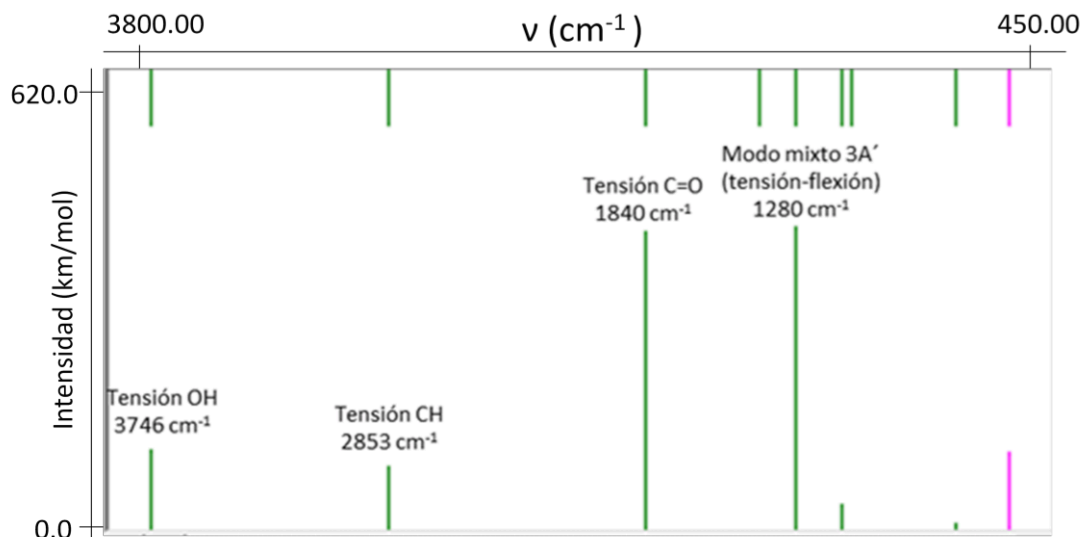 3800.00
ν (cm⁻¹ )
450.00
620.0
Intensidad (km/mol)
0.0
Tensión OH
3746 cm⁻¹
Tensión CH
2853 cm⁻¹
Tensión C=O
1840 cm⁻¹
Modo mixto 3A´
(tensión-flexión)
1280 cm⁻¹